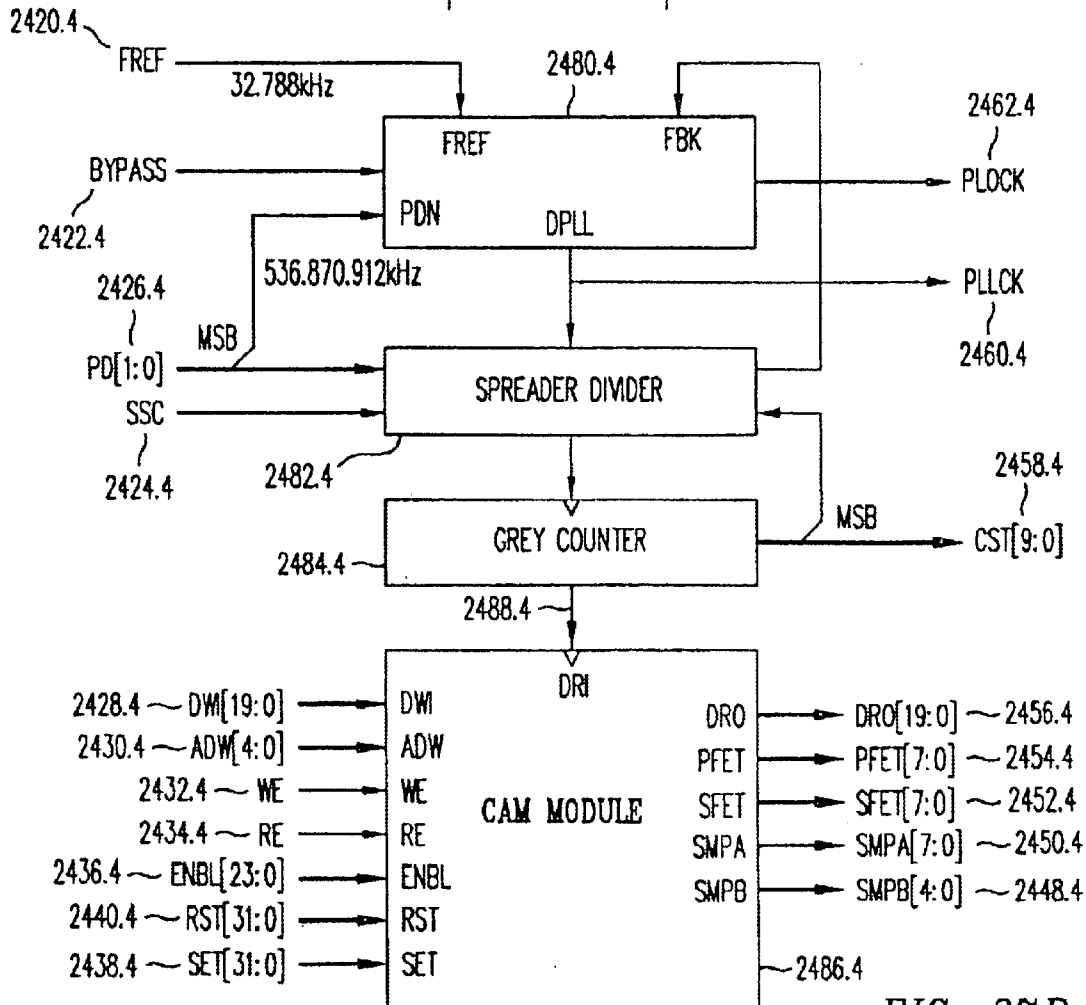 2420.4
FREF
32.788kHz
2480.4
2462.4
FREF
FBK
BYPASS
PLOCK
2422.4
PDN
DPLL
536.870.912kHz
2426.4
PLLCK
MSB
2460.4
PD[1:0]
SPREADER DIVIDER
SSC
2424.4
2482.4
2458.4
MSB
GREY COUNTER
CST[9:0]
2484.4
2488.4
DRI
2428.4 DWI[19:0] DWI DRO DRO[19:0] 2456.4
2430.4 ADW[4:0] ADW PFET PFET[7:0] 2454.4
2432.4 WE WE SFET SFET[7:0] 2452.4
CAM MODULE
2434.4 RE RE SMPA SMPA[7:0] 2450.4
2436.4 ENBL[23:0] ENBL SMPB SMPB[4:0] 2448.4
2440.4 RST[31:0] RST
2438.4 SET[31:0] SET
2486.4